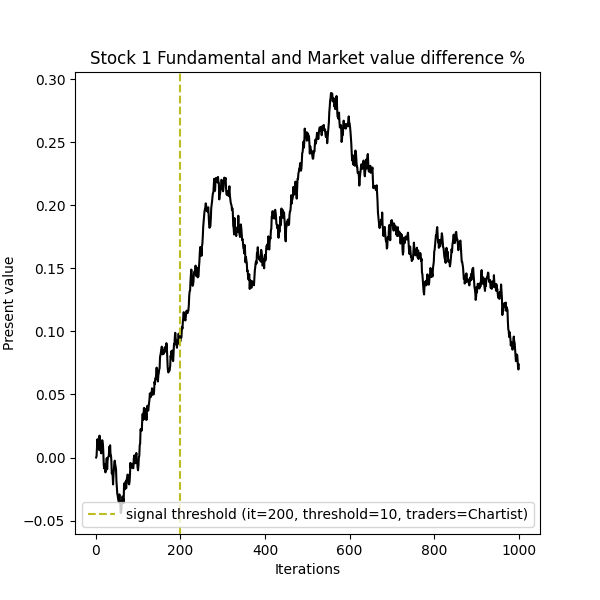 Stock 1 Fundamental and Market value difference %
0.30
0.25
0.20
0.15
0.10
0.05
0.00
−0.05
Present value
signal threshold (it=200, threshold=10, traders=Chartist)
0 200 400 600 800 1000
Iterations